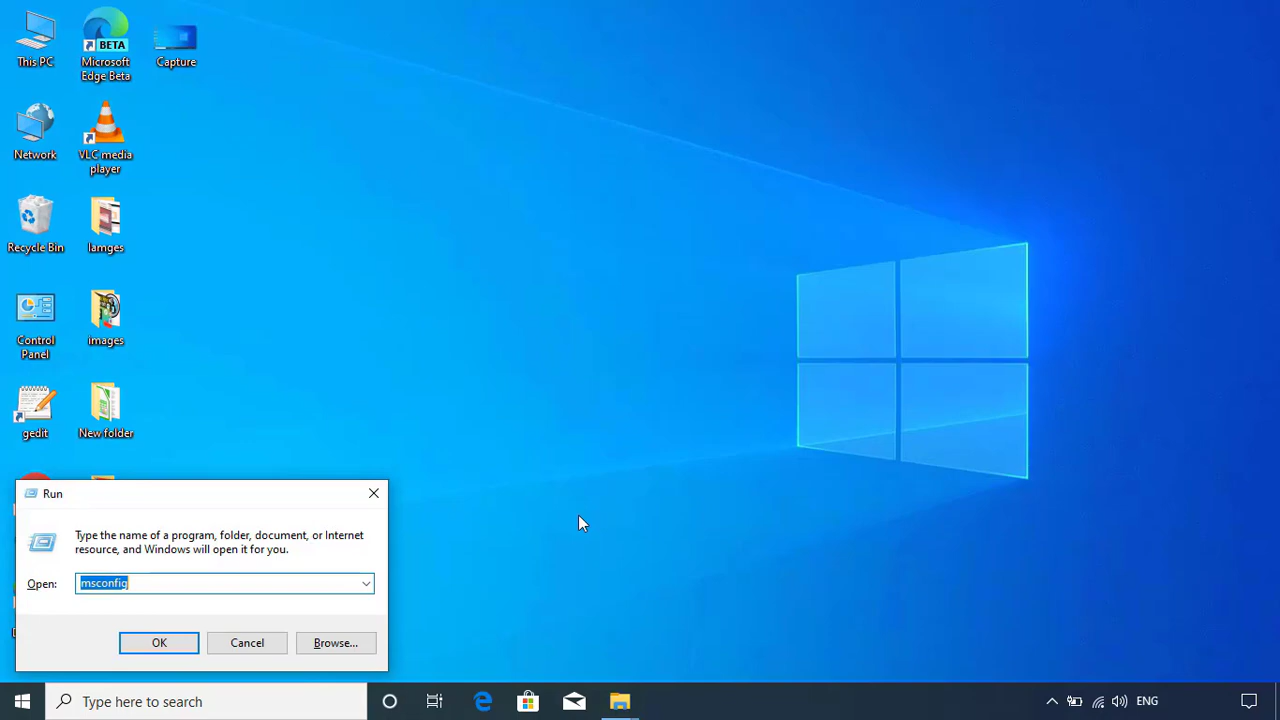 This PC
BETA
Microsoft
Edge Beta
Capture
Network
VLC media
player
Recycle Bin
Iamges
Control
Panel
images
gedit
New folder
Run
Type the name of a program, folder, document, or Internet
resource, and Windows will open it for you.
Open:
msconfig
OK
Cancel
Browse...
Type here to search
ENG